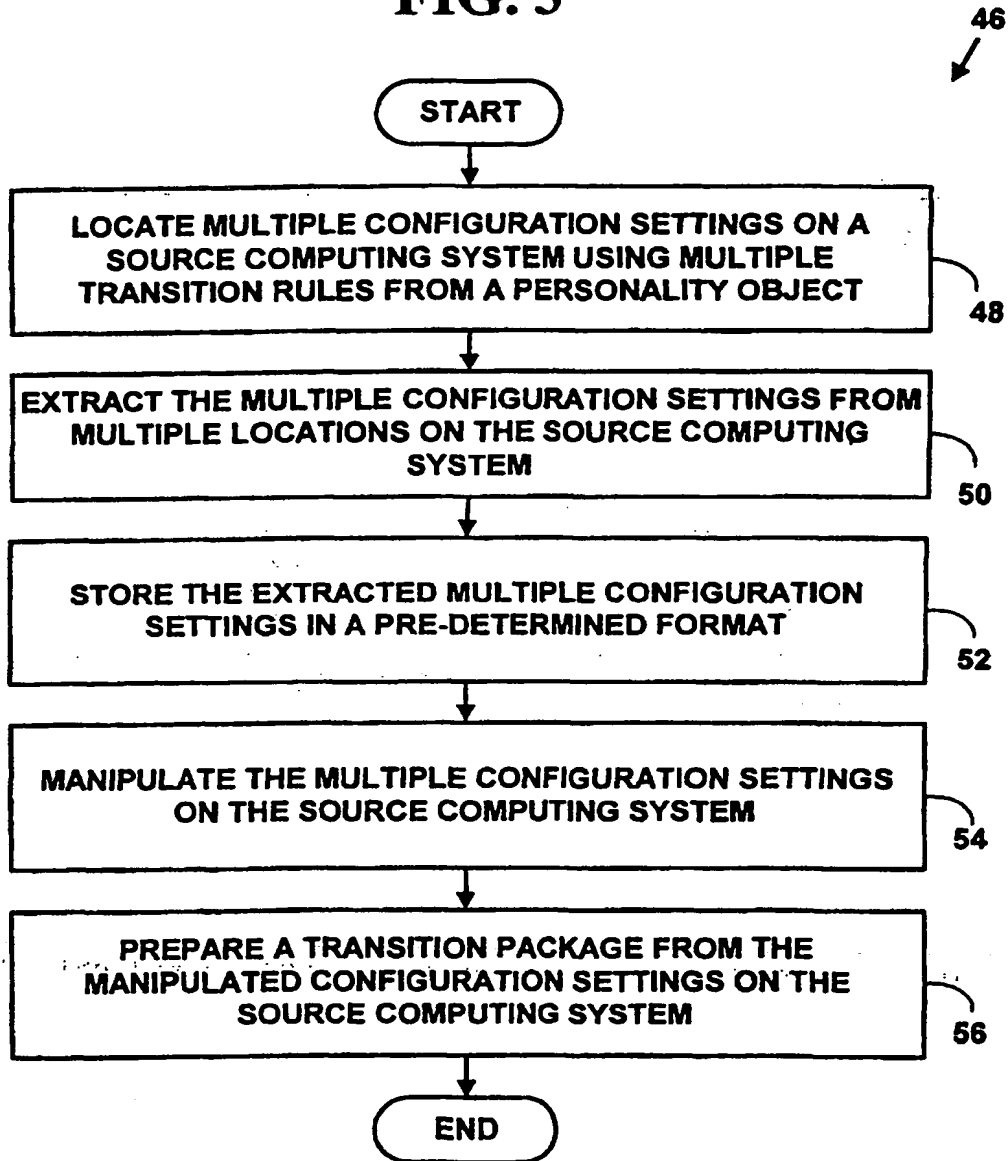 FIG.
46
START
LOCATE MULTIPLE CONFIGURATION SETTINGS ON A
SOURCE COMPUTING SYSTEM USING MULTIPLE
TRANSITION RULES FROM A PERSONALITY OBJECT
48
EXTRACT THE MULTIPLE CONFIGURATION SETTINGS FROM
MULTIPLE LOCATIONS ON THE SOURCE COMPUTING
SYSTEM
50
STORE THE EXTRACTED MULTIPLE CONFIGURATION
SETTINGS IN A PRE-DETERMINED FORMAT
52
MANIPULATE THE MULTIPLE CONFIGURATION SETTINGS
ON THE SOURCE COMPUTING SYSTEM
54
PREPARE A TRANSITION PACKAGE FROM THE
MANIPULATED CONFIGURATION SETTINGS ON THE
SOURCE COMPUTING SYSTEM
56
END